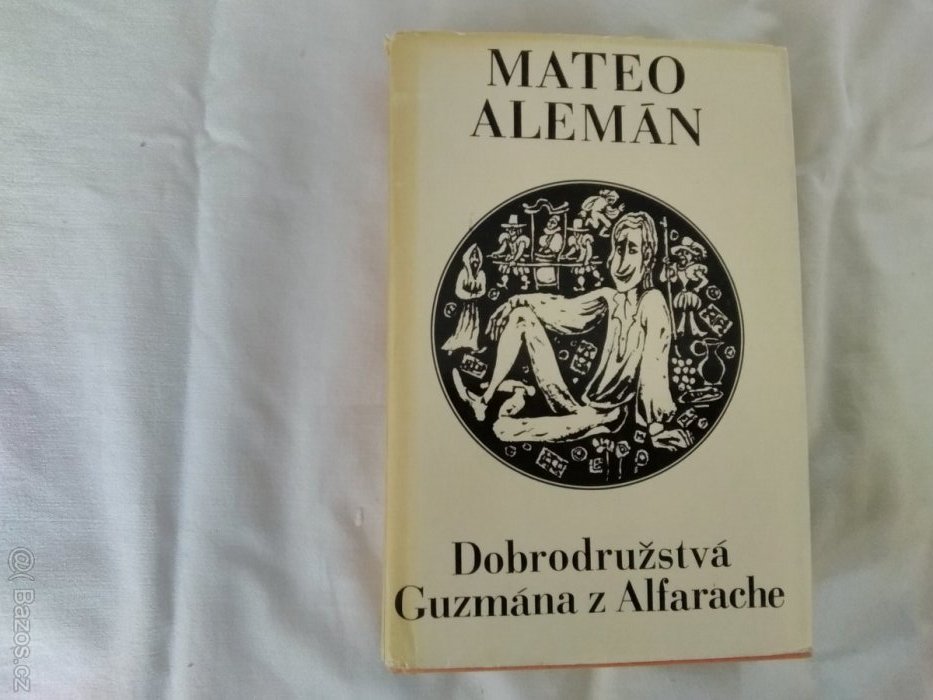 MATEO
ALEMÁN
Dobrodružstvá
Guzmána z Alfarache
@( Bazos.cz